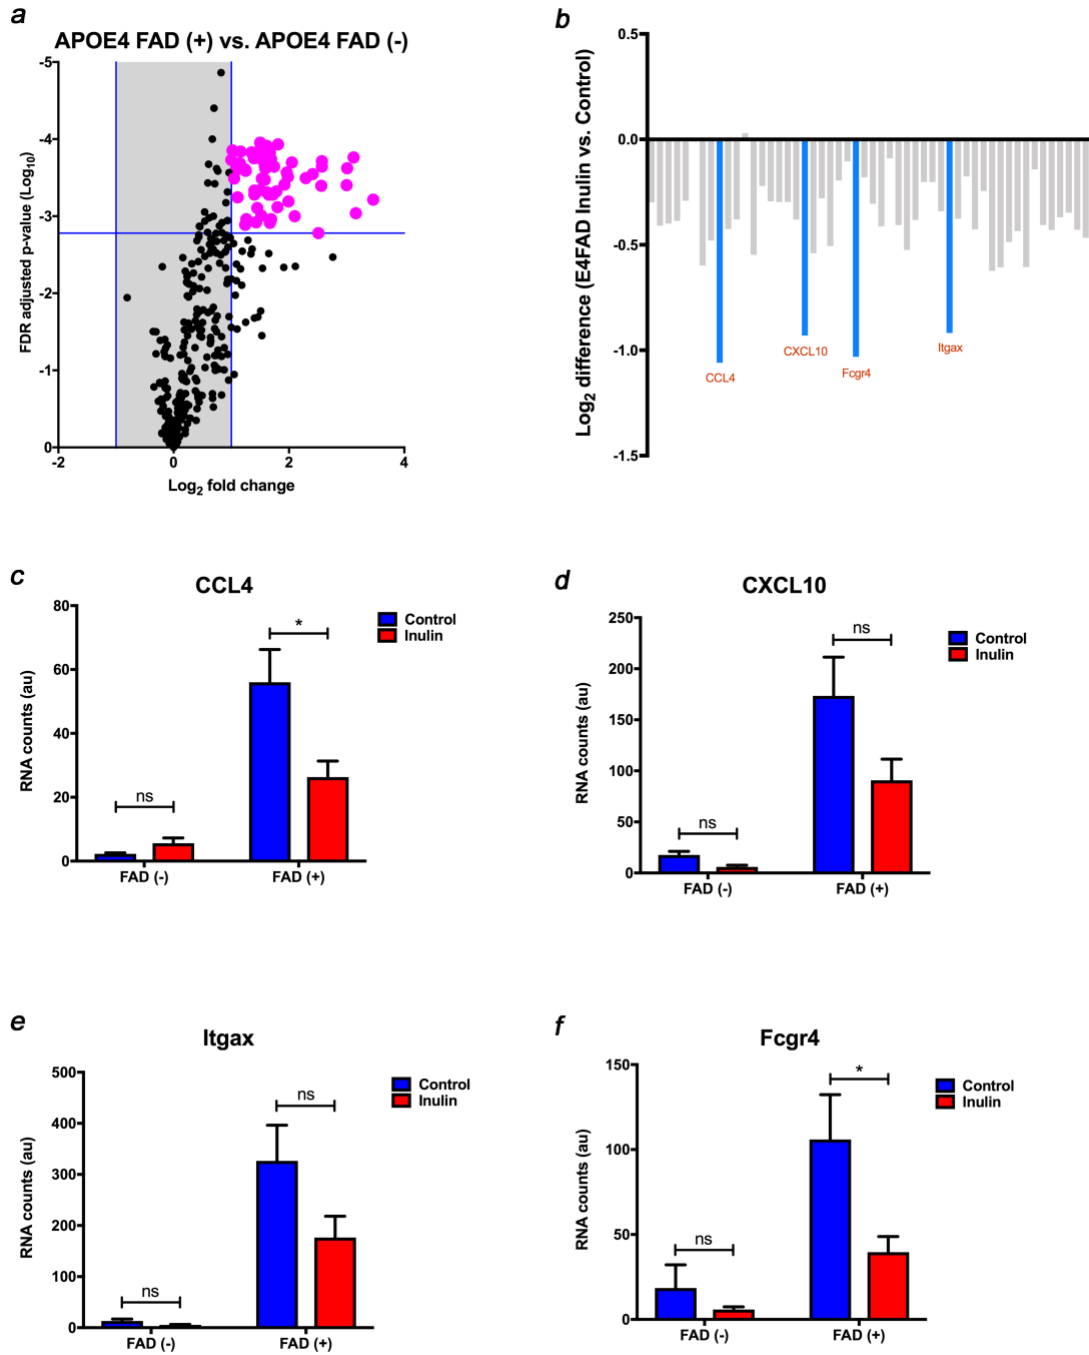 a
APOE4 FAD (+) vs. APOE4 FAD (-)
FDR adjusted p-value (Log10)
-5
-4
-3
-2
-1
0
-2
0
2
4
Log2 fold change
b
Log2 difference (E4FAD Inulin vs. Control)
0.5
0.0
-0.5
-1.0
-1.5
CCL4
CXCL10
Fcgr4
Itgax
c
CCL4
RNA counts (au)
80
60
40
20
0
ns
*
FAD (-)
FAD (+)
Control
Inulin
d
CXCL10
RNA counts (au)
250
200
150
100
50
0
ns
ns
FAD (-)
FAD (+)
Control
Inulin
e
Itgax
RNA counts (au)
500
400
300
200
100
0
ns
ns
FAD (-)
FAD (+)
Control
Inulin
f
Fcgr4
RNA counts (au)
150
100
50
0
ns
*
FAD (-)
FAD (+)
Control
Inulin